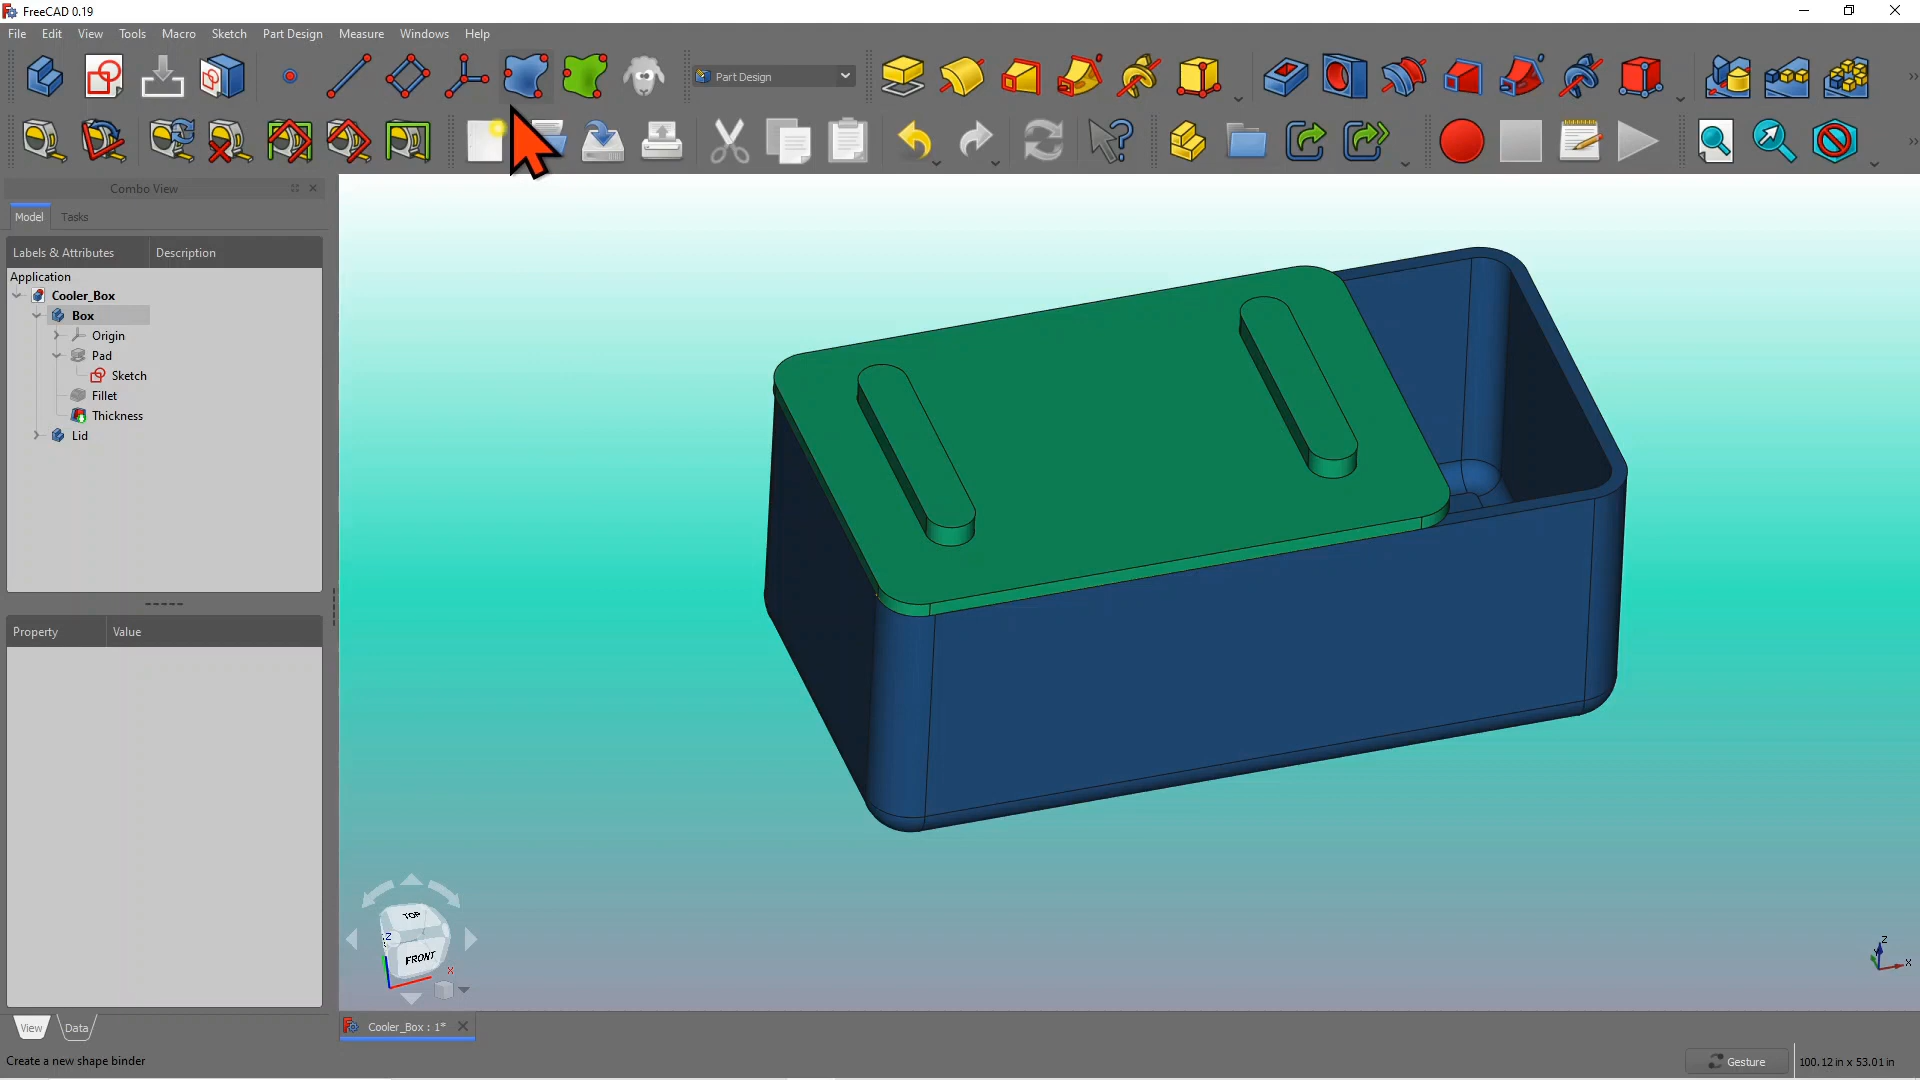 FreeCAD 0.19
File Edit View Tools Macro Sketch Part Design Measure Windows Help
Part Design
Combo View
Model Tasks
Labels & Attributes Description
Application
Cooler_Box
Box
Origin
Pad
Sketch
Fillet
Thickness
Lid
Property Value
TOP
FRONT
Z
X
Z
X
View Data
Cooler_Box : 1*
Create a new shape binder
Gesture
100.12 in x 53.01 in